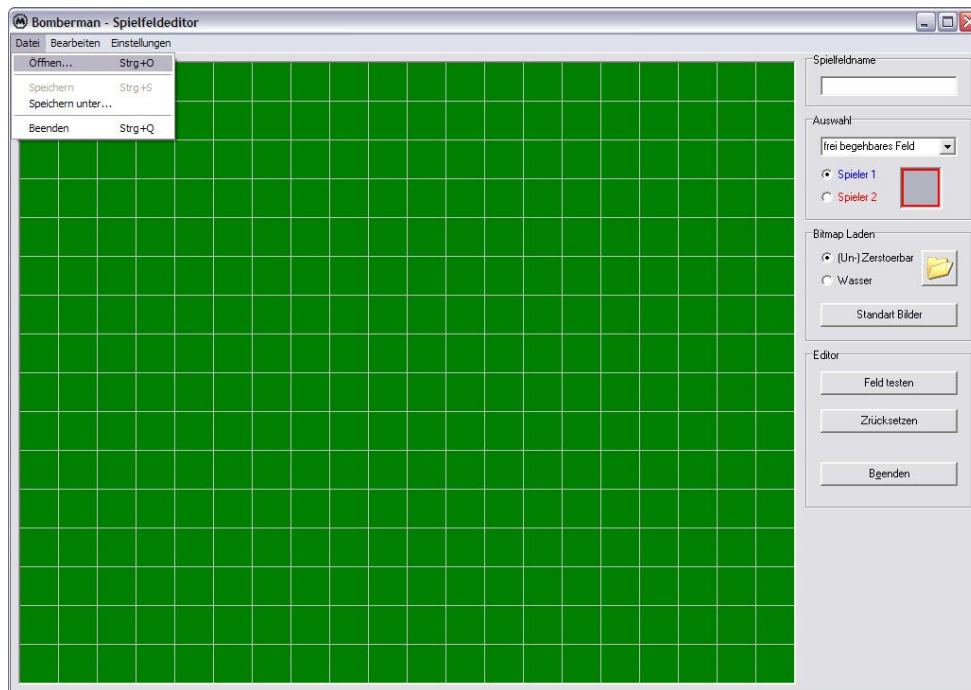 Bomberman - Spielfeldeditor
Datei Bearbeiten Einstellungen
Öffnen... Strg+O
Speichern Strg+S
Speichern unter...
Beenden Strg+Q
Spielfeldname
Auswahl
frei begehbares Feld
Spieler 1
Spieler 2
Bitmap Laden
(Un-) Zerstoerbar
Wasser
Standart Bilder
Editor
Feld testen
Zrücksetzen
Beenden